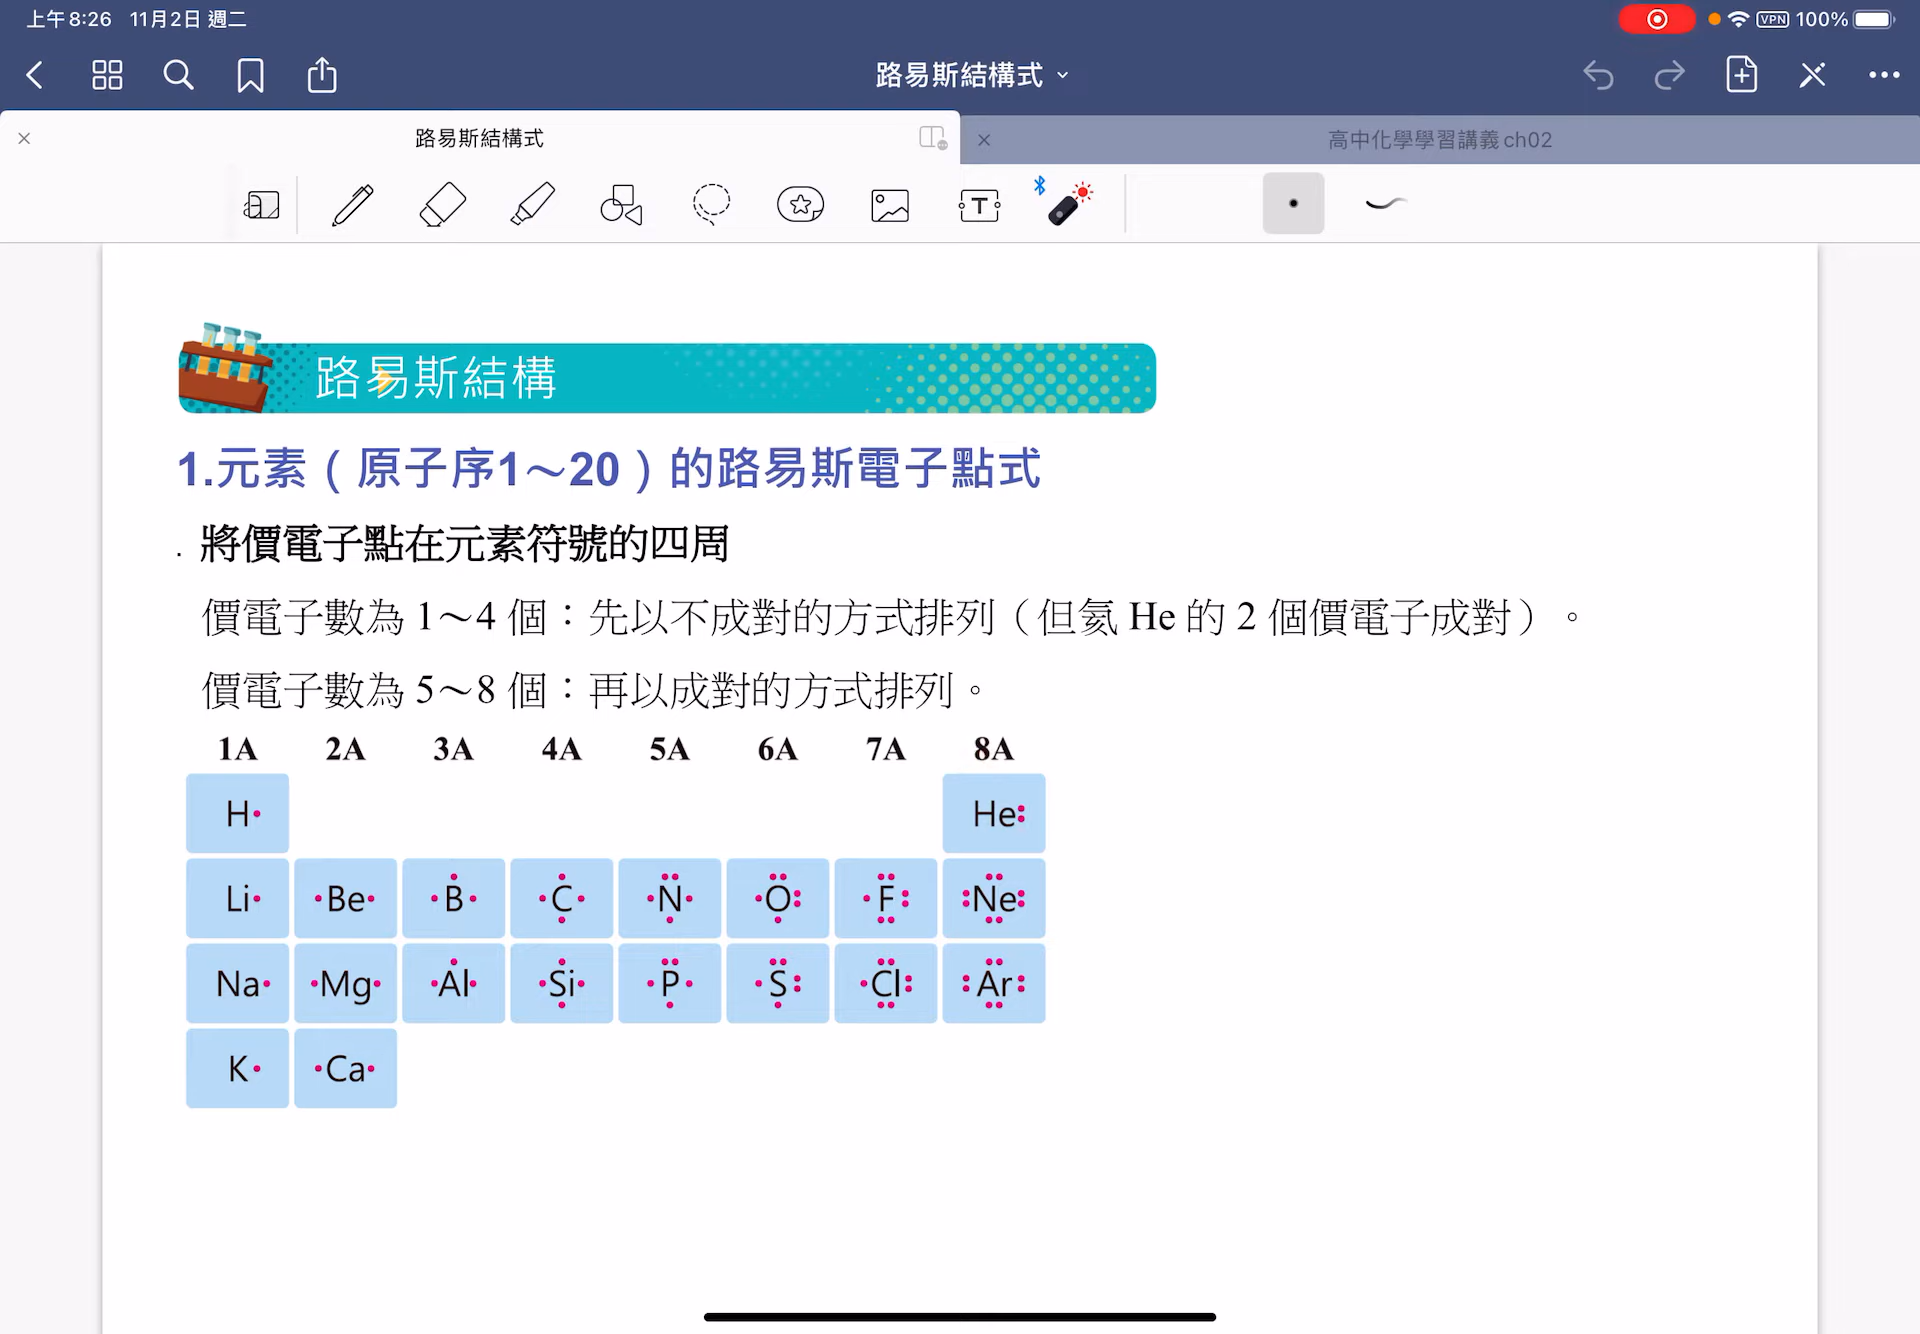 上午8:26 11月2日 週二
VPN 100%
路易斯結構式
路易斯結構式
高中化學學習講義ch02
a
T
路易斯結構
1.元素（原子序1～20）的路易斯電子點式
. 將價電子點在元素符號的四周
價電子數為 1～4 個：先以不成對的方式排列（但氦 He 的 2 個價電子成對）。
價電子數為 5～8 個：再以成對的方式排列。
1A 2A 3A 4A 5A 6A 7A 8A
H He
Li Be B C N O F Ne
Na Mg Al Si P S Cl Ar
K Ca